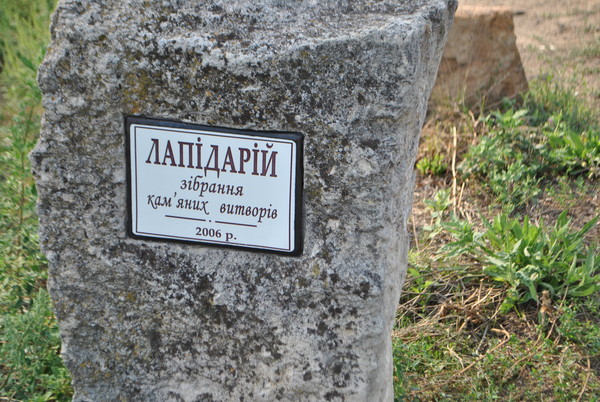 ЛАПІДАРІЙ
зібрання
кам'яних витворів
2006 р.